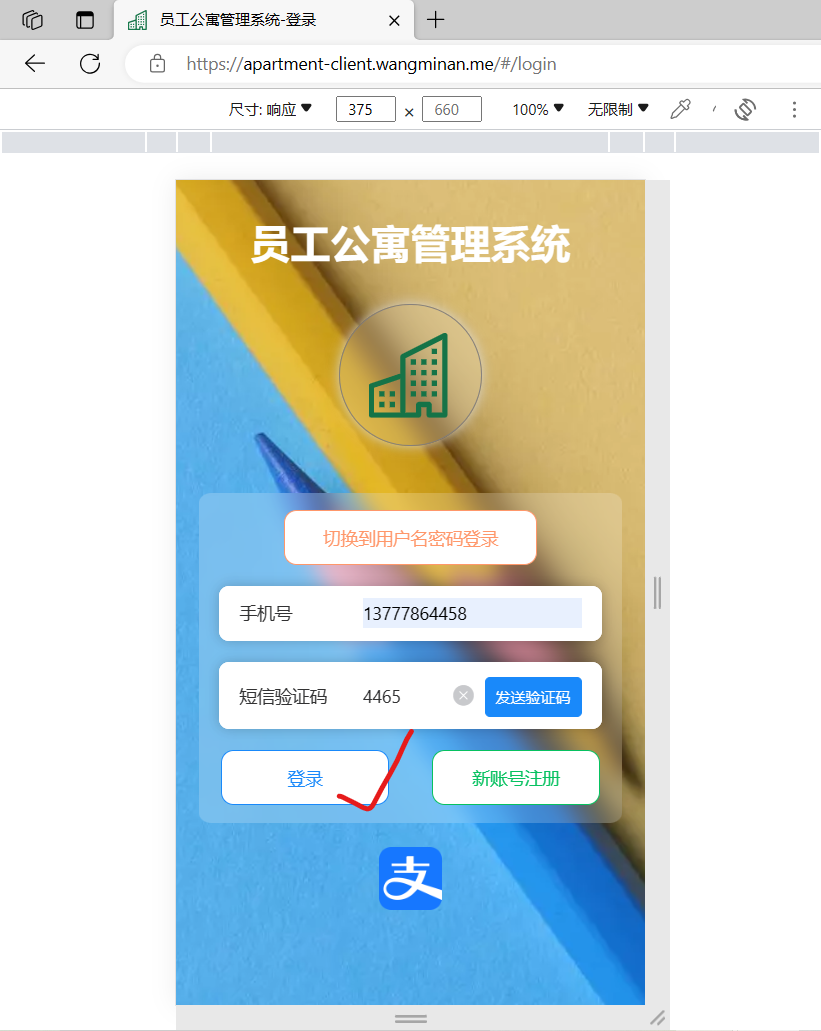 员工公寓管理系统-登录
https://apartment-client.wangminan.me/#/login
尺寸: 响应 375 × 660 100% 无限制
员工公寓管理系统
切换到用户名密码登录
手机号 13777864458
短信验证码 4465 发送验证码
登录 新账号注册
支